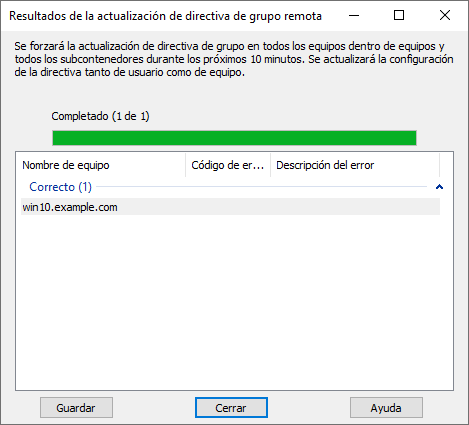 Resultados de la actualización de directiva de grupo remota
Se forzará la actualización de directiva de grupo en todos los equipos dentro de equipos y
todos los subcontenedores durante los próximos 10 minutos. Se actualizará la configuración
de la directiva tanto de usuario como de equipo.
Completado (1 de 1)
Nombre de equipo Código de er... Descripción del error
Correcto (1)
win10.example.com
Guardar Cerrar Ayuda